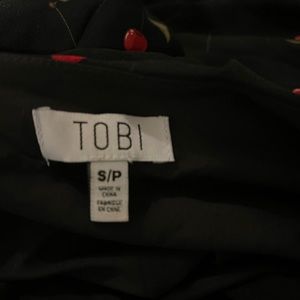 TOBI
S/P
MADE IN
CHINA
FABRIQUÉ
EN CHINE